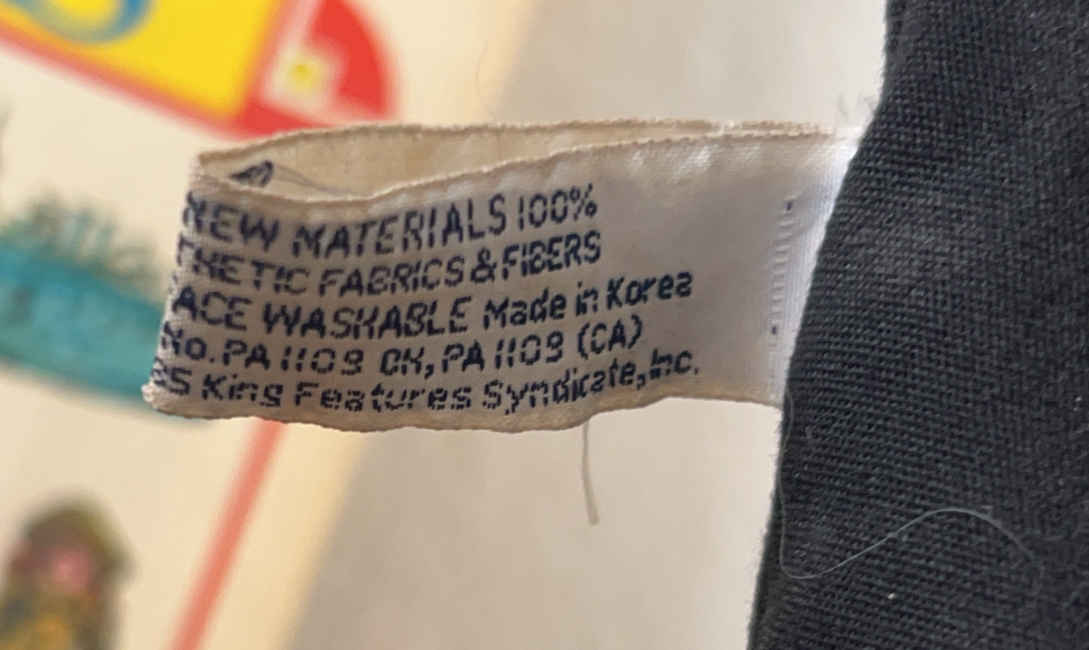 NEW MATERIALS 100%
THETIC FABRICS & FIBERS
ACE WASHABLE Made in Korea
No. PA 1109 OH, PA 1109 (CA)
85 King Features Syndicate, Inc.